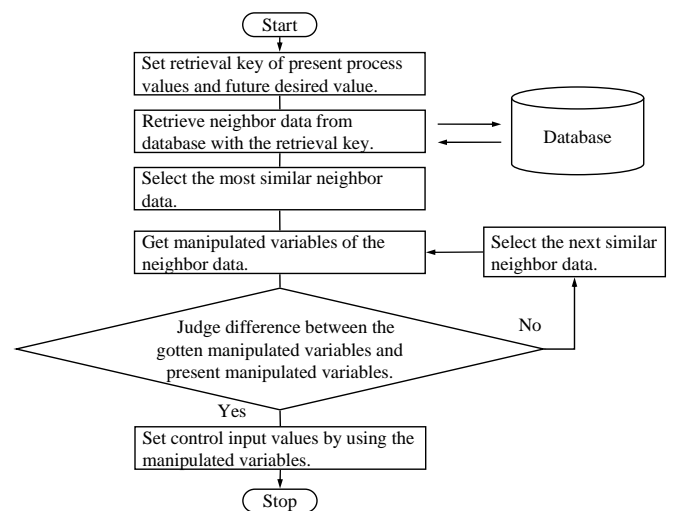 Start
Set retrieval key of present process
values and future desired value.
Retrieve neighbor data from
database with the retrieval key.
Database
Select the most similar neighbor
data.
Get manipulated variables of the
neighbor data.
Select the next similar
neighbor data.
Judge difference between the
gotten manipulated variables and
present manipulated variables.
No
Yes
Set control input values by using the
manipulated variables.
Stop